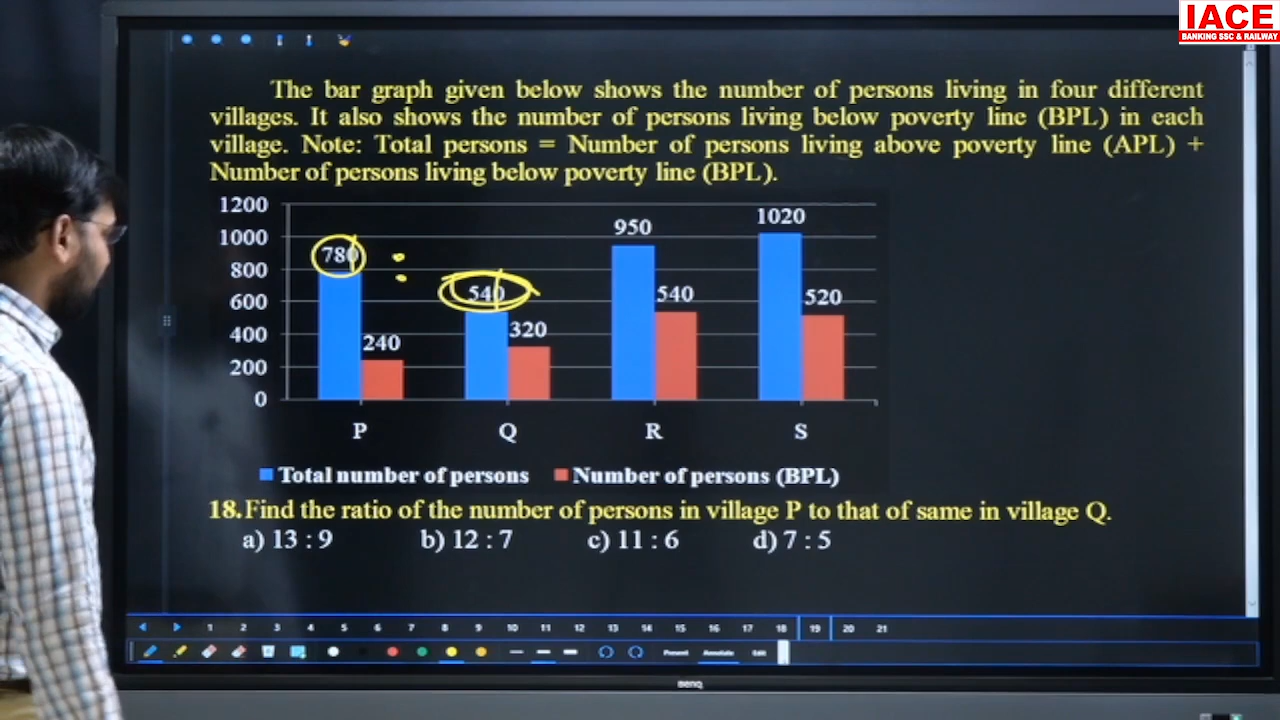 IACE
BANKING SSC & RAILWAY
The bar graph given below shows the number of persons living in four different
villages. It also shows the number of persons living below poverty line (BPL) in each
village. Note: Total persons = Number of persons living above poverty line (APL) +
Number of persons living below poverty line (BPL).
1200
1000
800
600
400
200
0
780
240
540
320
950
540
1020
520
P Q R S
Total number of persons Number of persons (BPL)
18. Find the ratio of the number of persons in village P to that of same in village Q.
a) 13 : 9 b) 12 : 7 c) 11 : 6 d) 7 : 5
1 2 3 4 5 6 7 8 9 10 11 12 13 14 15 16 17 18 19 20 21
Present Annotate Edit
BenQ